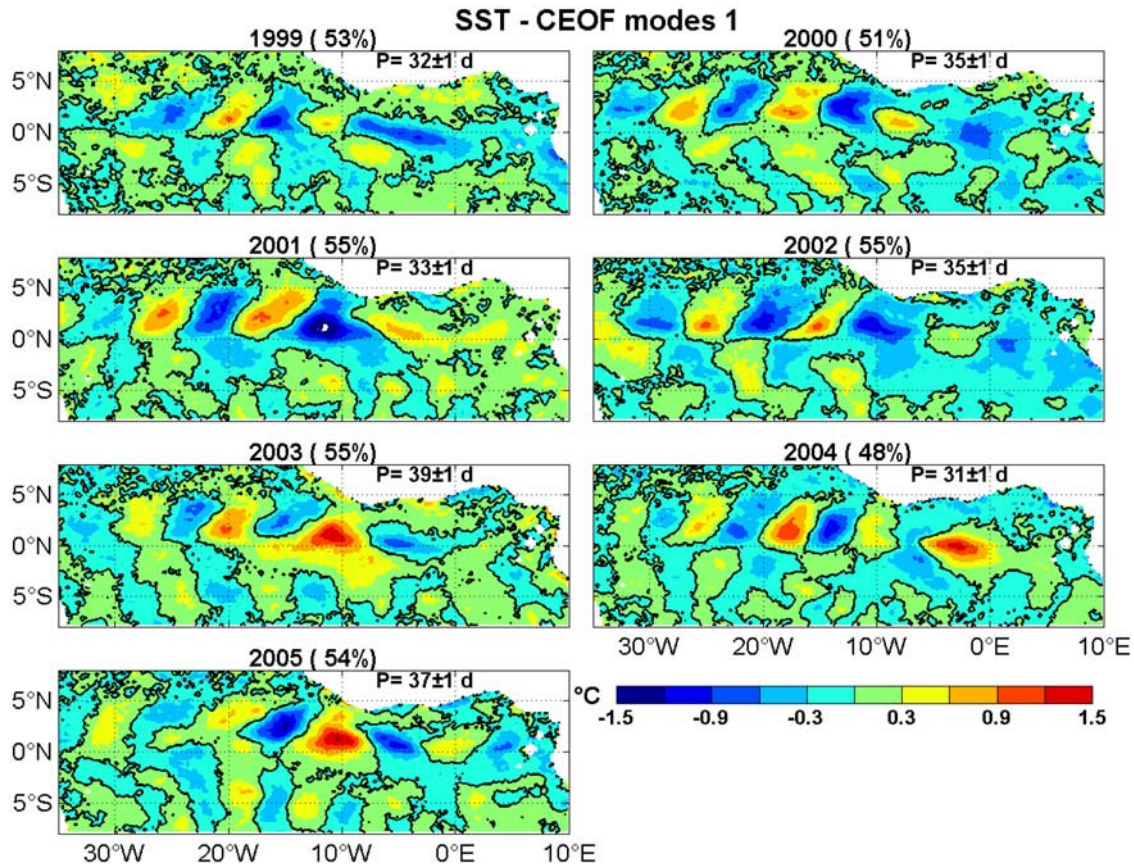 SST - CEOF modes 1
1999 ( 53%)
2000 ( 51%)
P= 32±1 d
P= 35±1 d
5°N
0°N
5°S
2001 ( 55%)
2002 ( 55%)
P= 33±1 d
P= 35±1 d
5°N
0°N
5°S
2003 ( 55%)
2004 ( 48%)
P= 39±1 d
P= 31±1 d
5°N
0°N
5°S
30°W 20°W 10°W 0°E 10°E
2005 ( 54%)
P= 37±1 d
°C
-1.5 -0.9 -0.3 0.3 0.9 1.5
5°N
0°N
5°S
30°W 20°W 10°W 0°E 10°E